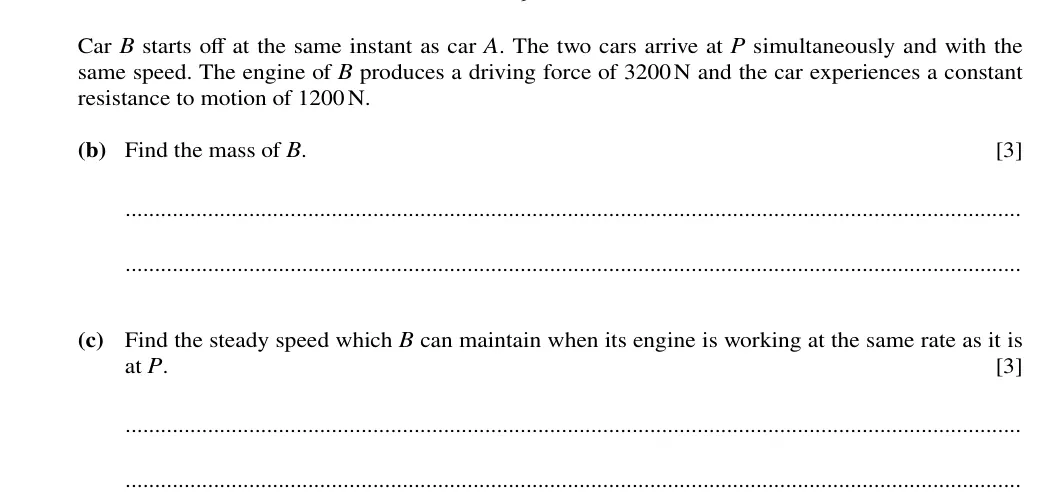 Car B starts off at the same instant as car A. The two cars arrive at P simultaneously and with the
same speed. The engine of B produces a driving force of 3200 N and the car experiences a constant
resistance to motion of 1200 N.
(b) Find the mass of B. [3]
(c) Find the steady speed which B can maintain when its engine is working at the same rate as it is
at P. [3]